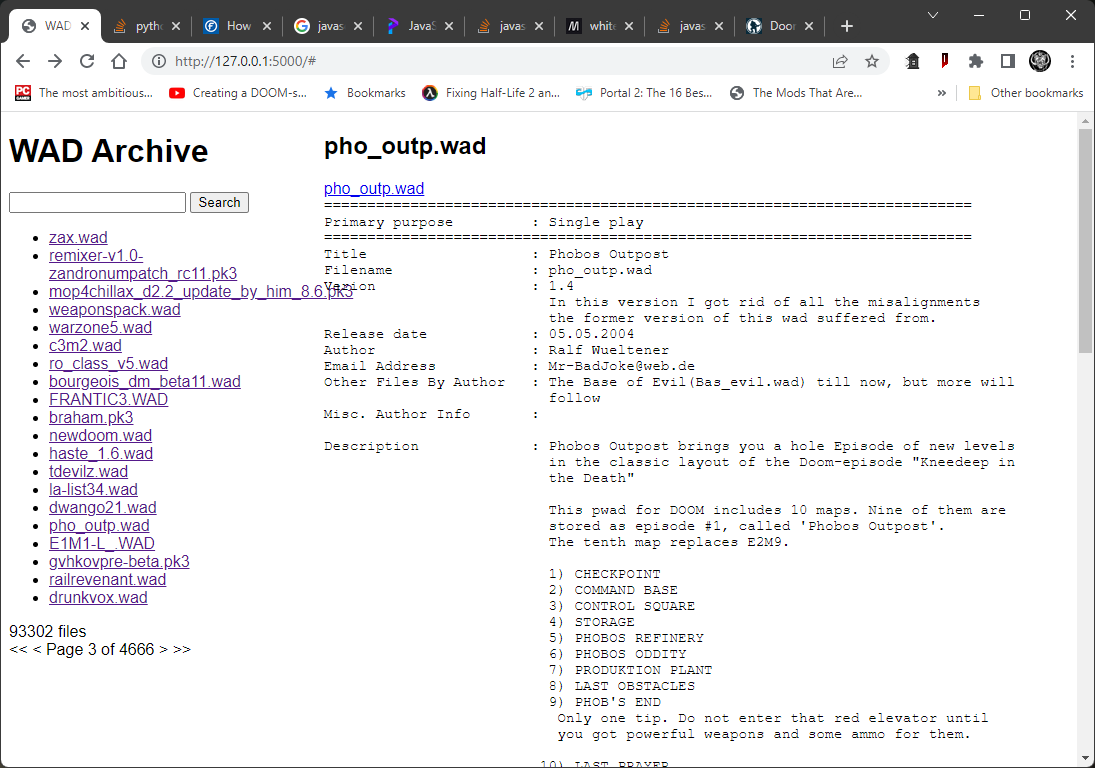 WAD
pytho
How
javas
JavaS
javas
white
javas
Door
http://127.0.0.1:5000/#
The most ambitious...
Creating a DOOM-s...
Bookmarks
Fixing Half-Life 2 an...
Portal 2: The 16 Bes...
The Mods That Are...
»
Other bookmarks
WAD Archive
Search
zax.wad
remixer-v1.0-
zandronumpatch_rc11.pk3
mop4chillax_d2.2_update_by_him_8.6.pk3
weaponspack.wad
warzone5.wad
c3m2.wad
ro_class_v5.wad
bourgeois_dm_beta11.wad
FRANTIC3.WAD
braham.pk3
newdoom.wad
haste_1.6.wad
tdevilz.wad
la-list34.wad
dwango21.wad
pho_outp.wad
E1M1-L_.WAD
gvhkovpre-beta.pk3
railrevenant.wad
drunkvox.wad
93302 files
<< < Page 3 of 4666 > >>
pho_outp.wad
pho_outp.wad
===========================================================================
Primary purpose : Single play
===========================================================================
Title : Phobos Outpost
Filename : pho_outp.wad
Verion : 1.4
In this version I got rid of all the misalignments
the former version of this wad suffered from.
Release date : 05.05.2004
Author : Ralf Wueltener
Email Address : Mr-BadJoke@web.de
Other Files By Author : The Base of Evil(Bas_evil.wad) till now, but more will
follow
Misc. Author Info :
Description : Phobos Outpost brings you a hole Episode of new levels
in the classic layout of the Doom-episode "Kneedeep in
the Death"
This pwad for DOOM includes 10 maps. Nine of them are
stored as episode #1, called 'Phobos Outpost'.
The tenth map replaces E2M9.
1) CHECKPOINT
2) COMMAND BASE
3) CONTROL SQUARE
4) STORAGE
5) PHOBOS REFINERY
6) PHOBOS ODDITY
7) PRODUKTION PLANT
8) LAST OBSTACLES
9) PHOB'S END
Only one tip. Do not enter that red elevator until
you got powerful weapons and some ammo for them.
10) LAST PRAYER